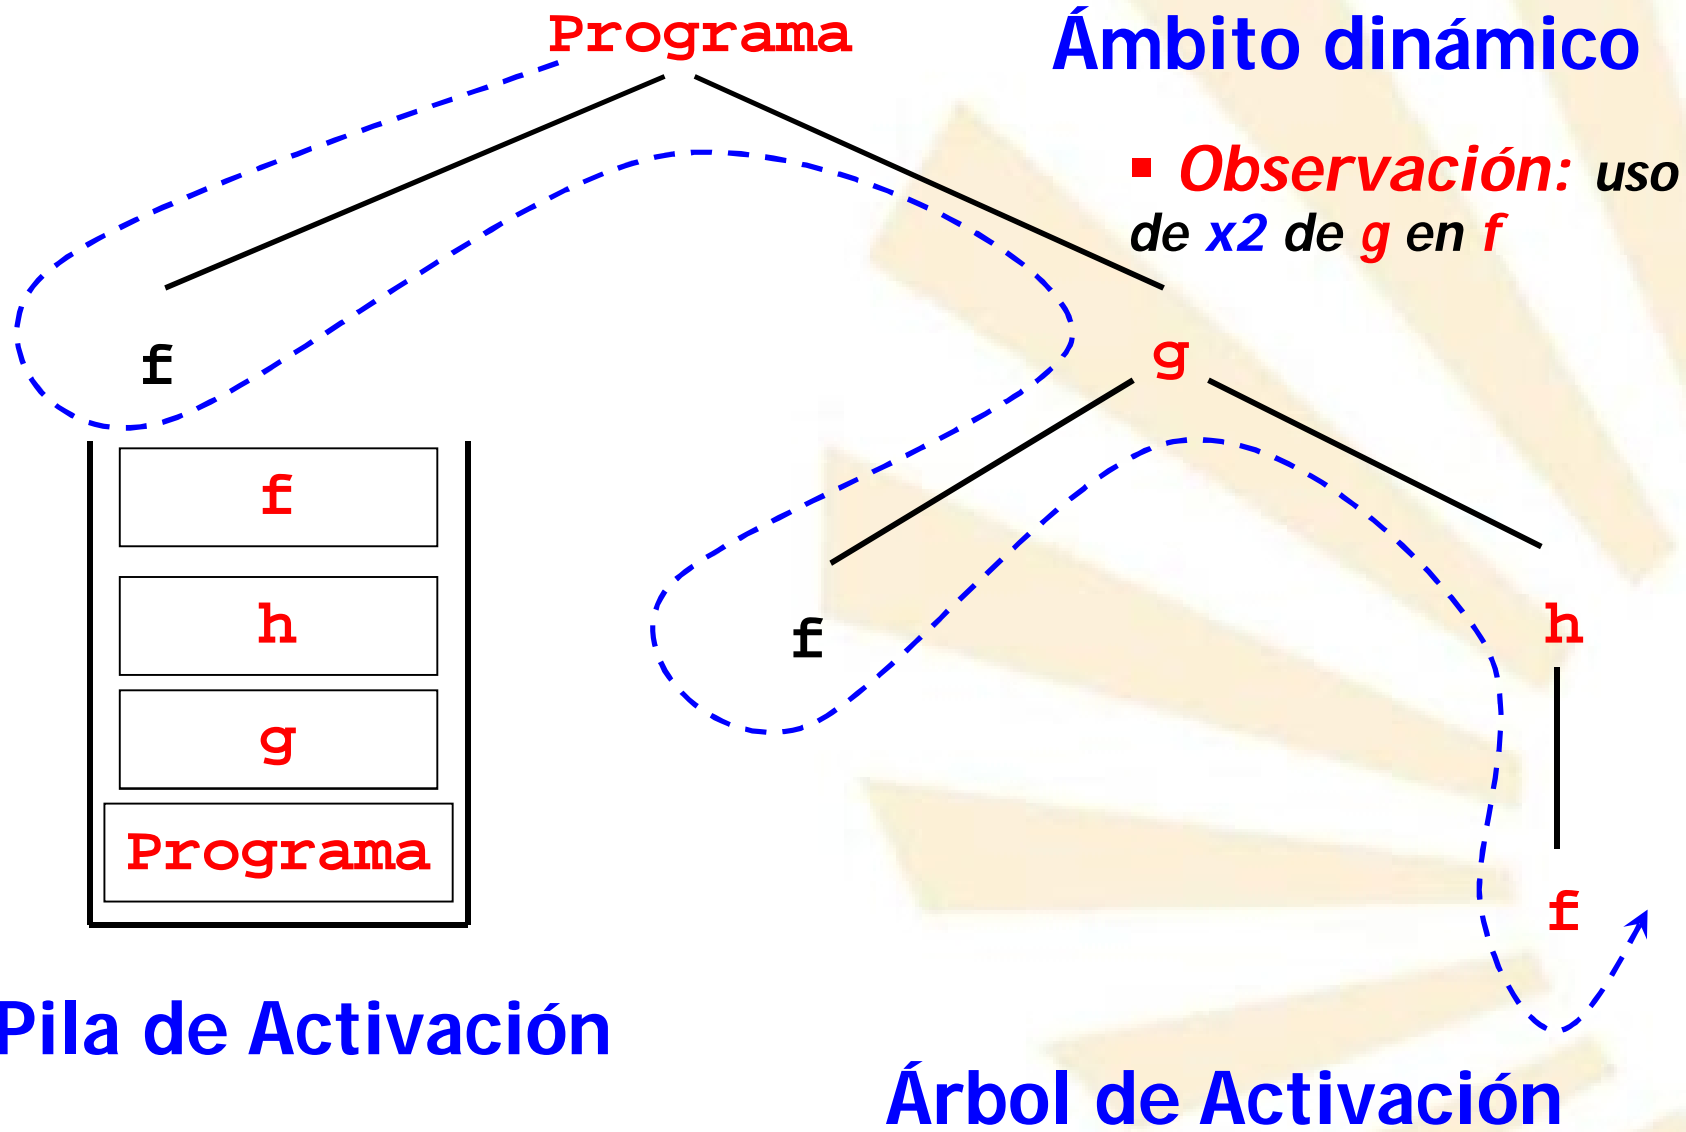 Programa
Ámbito dinámico
▪ Observación: uso
de x2 de g en f
f
g
f
h
g
Programa
f
h
f
Pila de Activación
Árbol de Activación